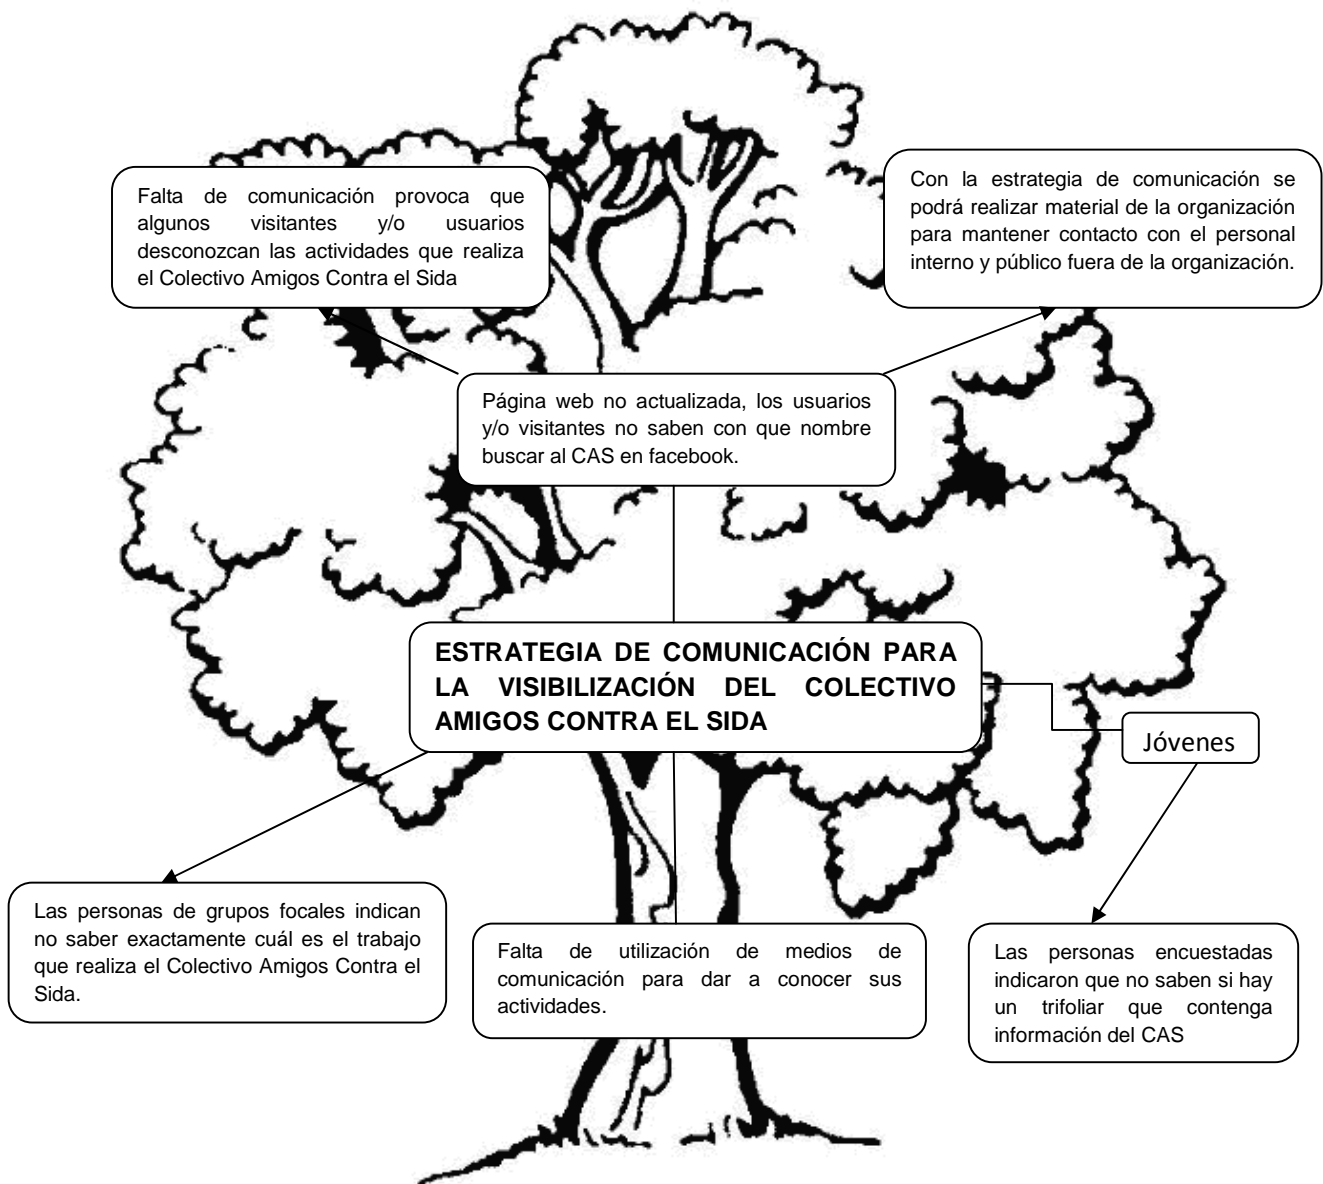 Falta de comunicación provoca que
algunos visitantes y/o usuarios
desconozcan las actividades que realiza
el Colectivo Amigos Contra el Sida
Con la estrategia de comunicación se
podrá realizar material de la organización
para mantener contacto con el personal
interno y público fuera de la organización.
Página web no actualizada, los usuarios
y/o visitantes no saben con que nombre
buscar al CAS en facebook.
ESTRATEGIA DE COMUNICACIÓN PARA
LA VISIBILIZACIÓN DEL COLECTIVO
AMIGOS CONTRA EL SIDA
Jóvenes
Las personas de grupos focales indican
no saber exactamente cuál es el trabajo
que realiza el Colectivo Amigos Contra el
Sida.
Falta de utilización de medios de
comunicación para dar a conocer sus
actividades.
Las personas encuestadas
indicaron que no saben si hay
un trifoliar que contenga
información del CAS